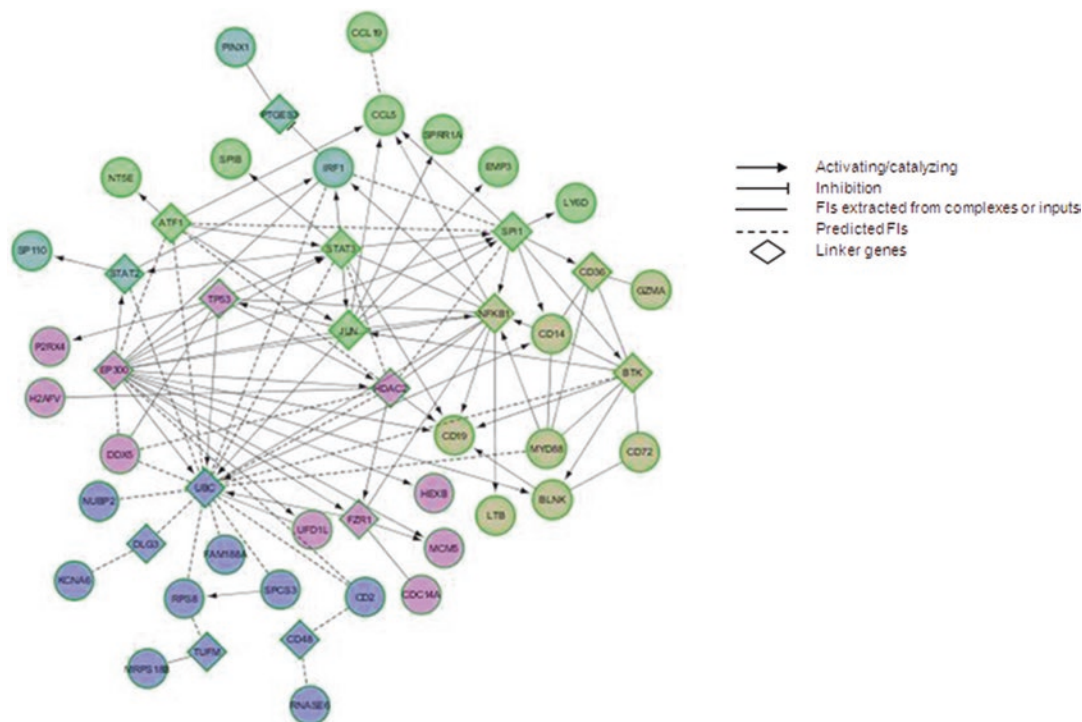 CCL19
PINX1
PTGES3
CCL5
SPRR1A
SPIB
IRF1
EMP3
NT5E
LY6D
ATF1
SPI1
STAT3
SP110
STAT2
CD36
GZMA
TP53
NFKB1
JUN
CD14
P2RX4
EP300
BTK
HDAC2
H2AFV
CD19
MYD88
CD72
DDX5
UBC
HEXB
BLNK
NUBP2
LTB
FZR1
UFD1L
DLG3
MCM5
FAM188A
KCNA6
SPCS3
RPS8
CD2
CDC14A
CD48
TUFM
MRPS18B
RNASE6
Activating/catalyzing
Inhibition
FIs extracted from complexes or inputs
Predicted FIs
Linker genes